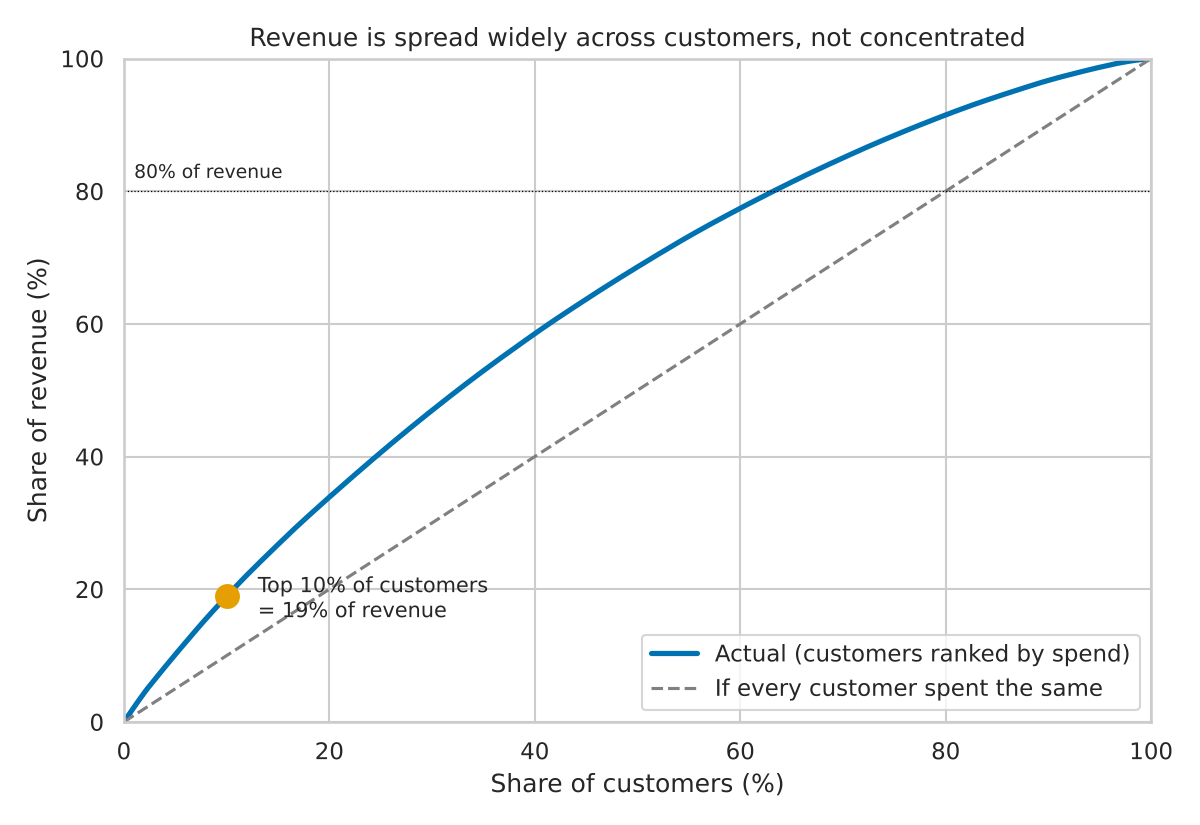 Revenue is spread widely across customers, not concentrated
100
80
60
40
20
0
Share of revenue (%)
80% of revenue
Top 10% of customers
= 19% of revenue
Actual (customers ranked by spend)
If every customer spent the same
0 20 40 60 80 100
Share of customers (%)